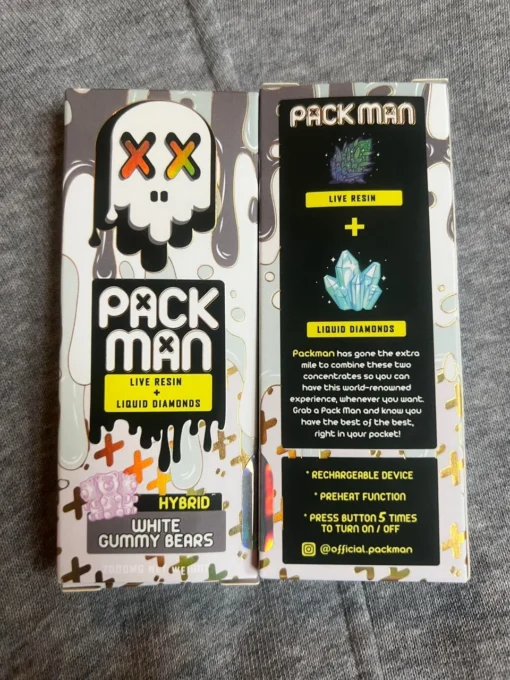 PACK
MAN
LIVE RESIN
+
LIQUID DIAMONDS
HYBRID
WHITE
GUMMY BEARS
PACK MAN
LIVE RESIN
+
LIQUID DIAMONDS
Packman has gone the extra
mile to combine these two
concentrates so you can
have this world-renowned
experience, whenever you want.
Grab a Pack Man and know you
have the best of the best,
right in your pocket!
* RECHARGEABLE DEVICE
* PREHEAT FUNCTION
* PRESS BUTTON 5 TIMES
TO TURN ON / OFF
@official.packman